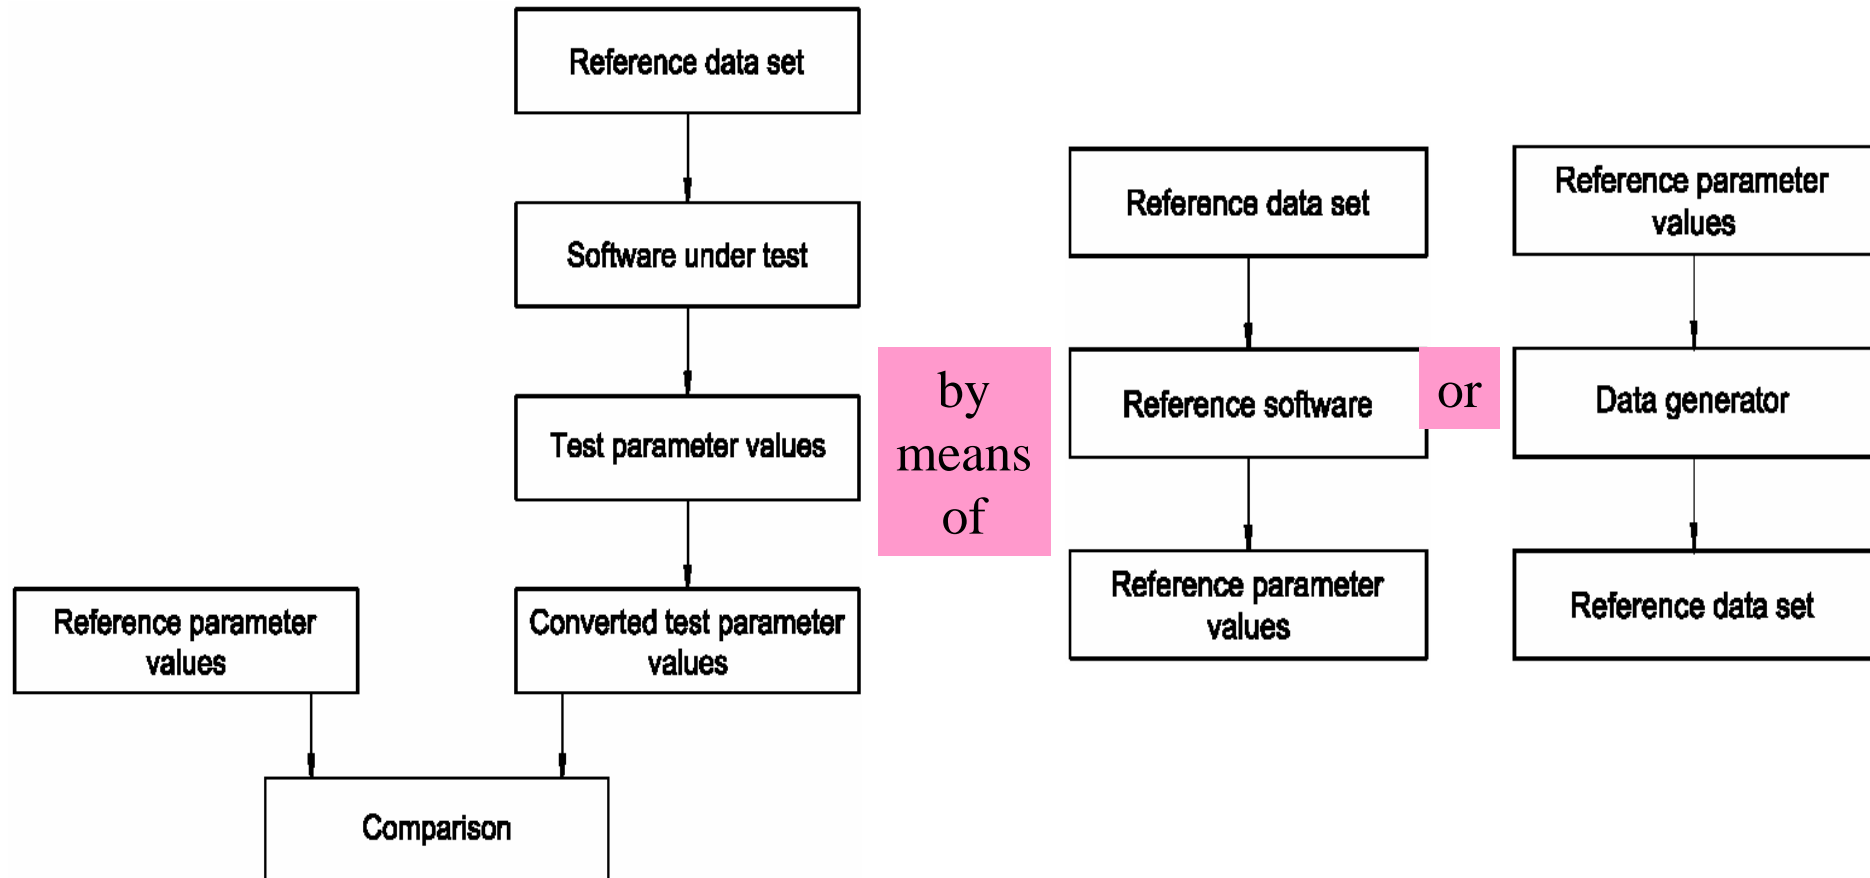 Reference data set
Software under test
Test parameter values
Reference parameter
values
Converted test parameter
values
Comparison
by
means
of
Reference data set
Reference software
Reference parameter
values
or
Reference parameter
values
Data generator
Reference data set